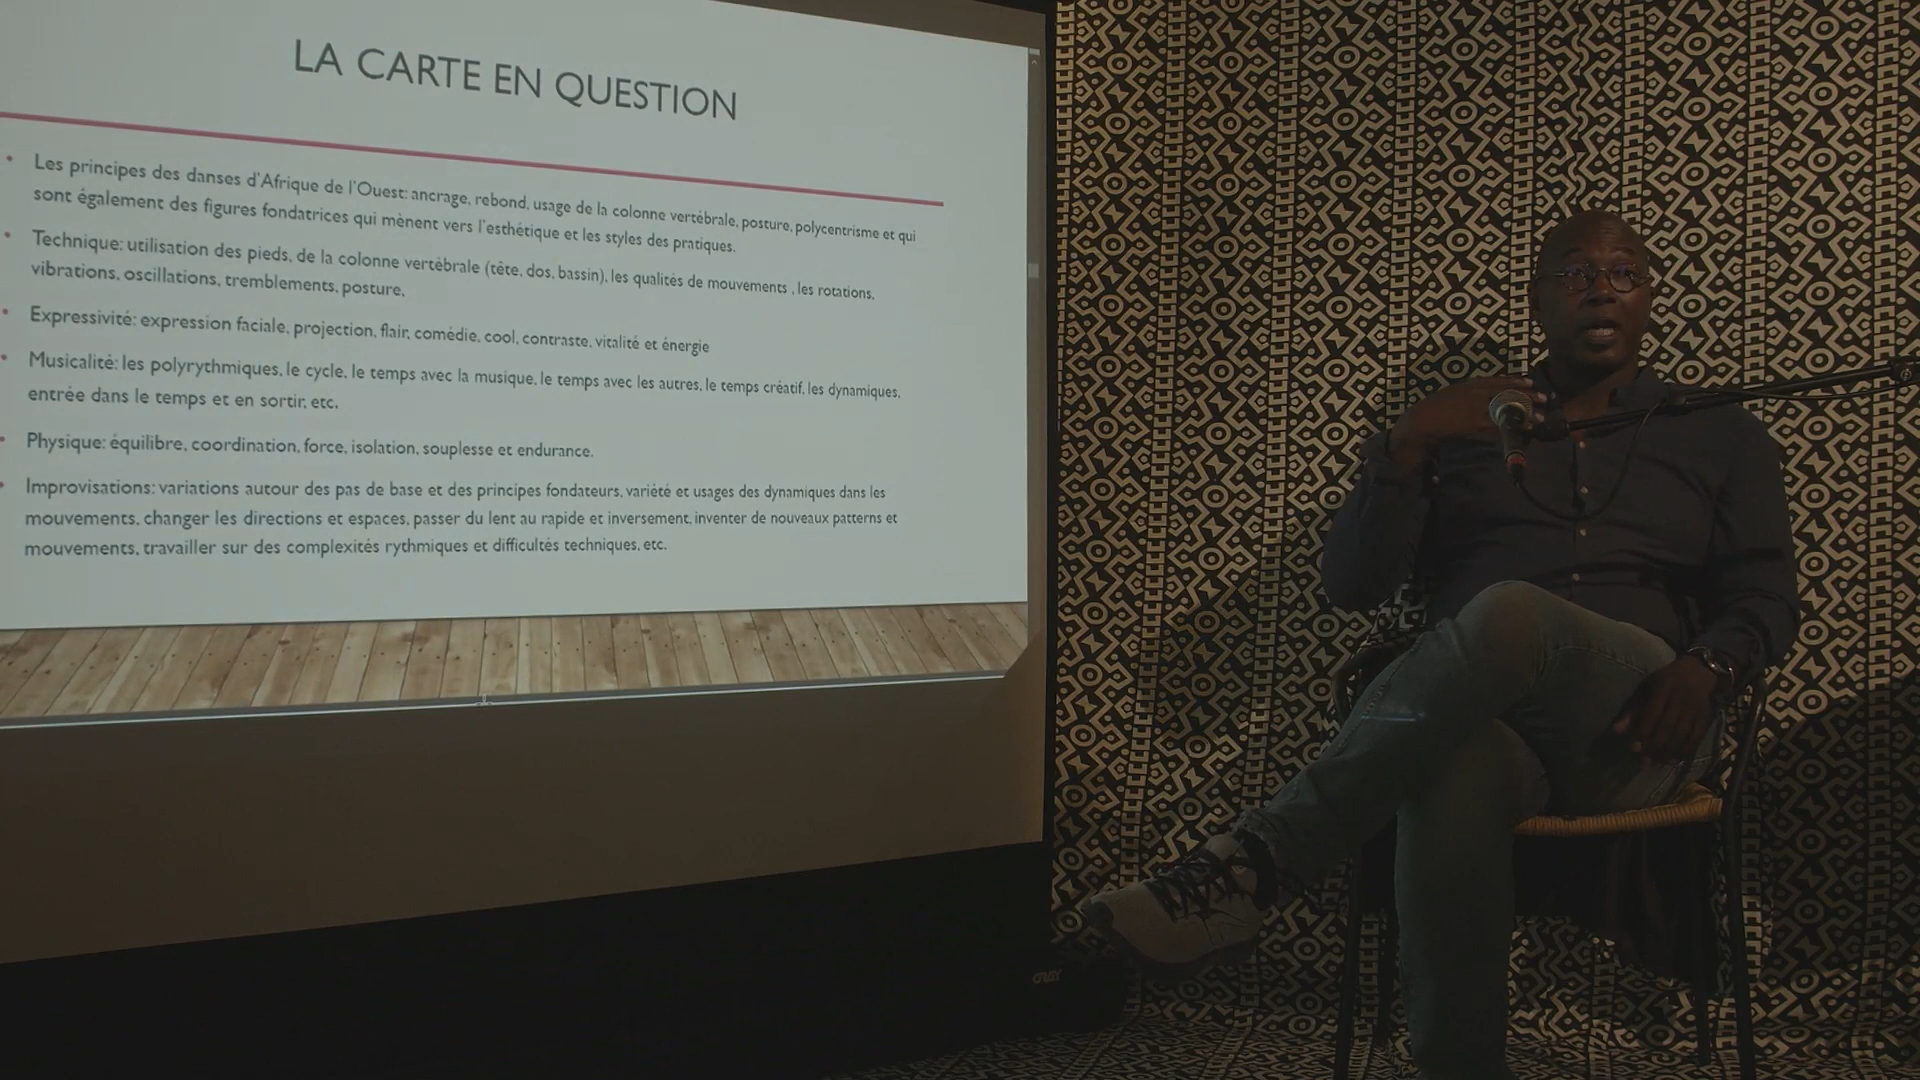 LA CARTE EN QUESTION
• Les principes des danses d'Afrique de l'Ouest: ancrage, rebond, usage de la colonne vertébrale, posture, polycentrisme et qui
sont également des figures fondatrices qui mènent vers l'esthétique et les styles des pratiques.
• Technique: utilisation des pieds, de la colonne vertébrale (tête, dos, bassin), les qualités de mouvements , les rotations,
vibrations, oscillations, tremblements, posture,
• Expressivité: expression faciale, projection, flair, comédie, cool, contraste, vitalité et énergie
• Musicalité: les polyrythmiques, le cycle, le temps avec la musique, le temps avec les autres, le temps créatif, les dynamiques,
entrée dans le temps et en sortir, etc.
• Physique: équilibre, coordination, force, isolation, souplesse et endurance.
• Improvisations: variations autour des pas de base et des principes fondateurs, variété et usages des dynamiques dans les
mouvements, changer les directions et espaces, passer du lent au rapide et inversement, inventer de nouveaux patterns et
mouvements, travailler sur des complexités rythmiques et difficultés techniques, etc.
ORAY